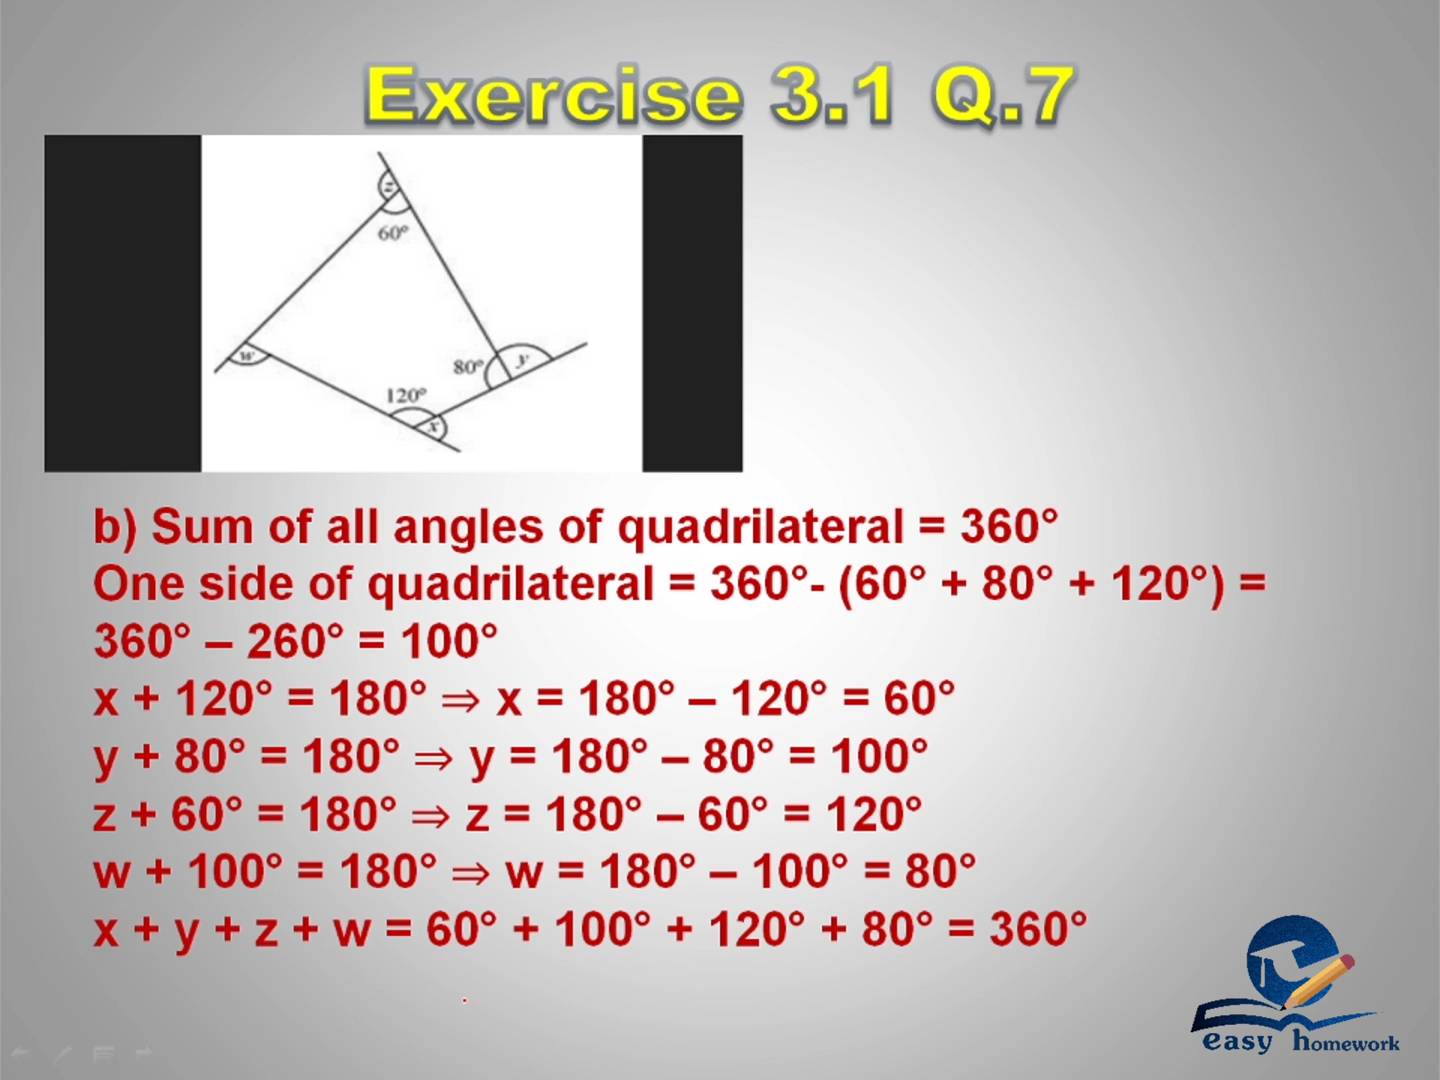 Exercise 3.1 Q.7
z
60°
w
80°
y
120°
x
b) Sum of all angles of quadrilateral = 360°
One side of quadrilateral = 360°- (60° + 80° + 120°) =
360° – 260° = 100°
x + 120° = 180° ⇒ x = 180° – 120° = 60°
y + 80° = 180° ⇒ y = 180° – 80° = 100°
z + 60° = 180° ⇒ z = 180° – 60° = 120°
w + 100° = 180° ⇒ w = 180° – 100° = 80°
x + y + z + w = 60° + 100° + 120° + 80° = 360°
easy homework